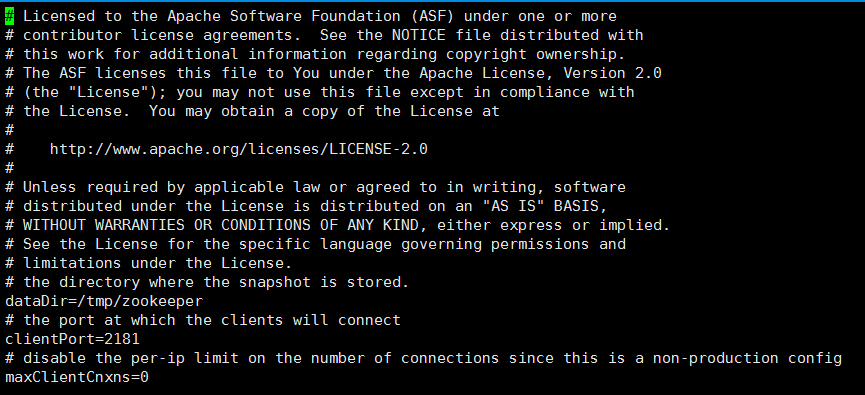 # Licensed to the Apache Software Foundation (ASF) under one or more
# contributor license agreements.  See the NOTICE file distributed with
# this work for additional information regarding copyright ownership.
# The ASF licenses this file to You under the Apache License, Version 2.0
# (the "License"); you may not use this file except in compliance with
# the License.  You may obtain a copy of the License at
#
#    http://www.apache.org/licenses/LICENSE-2.0
#
# Unless required by applicable law or agreed to in writing, software
# distributed under the License is distributed on an "AS IS" BASIS,
# WITHOUT WARRANTIES OR CONDITIONS OF ANY KIND, either express or implied.
# See the License for the specific language governing permissions and
# limitations under the License.
# the directory where the snapshot is stored.
dataDir=/tmp/zookeeper
# the port at which the clients will connect
clientPort=2181
# disable the per-ip limit on the number of connections since this is a non-production config
maxClientCnxns=0